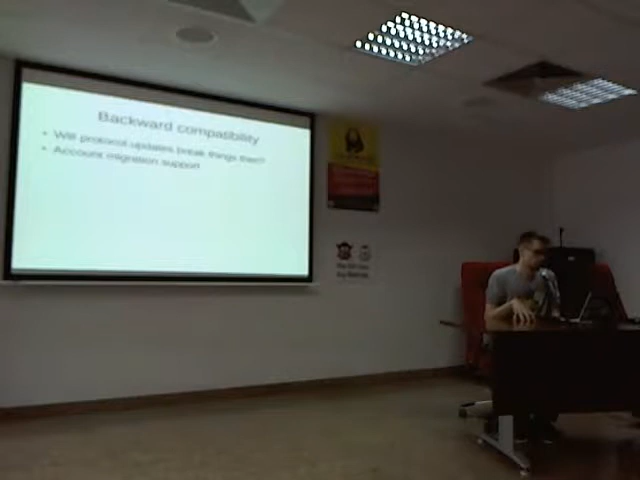 Backward compatibility
• Will protocol updates break things then?
• Account migration support